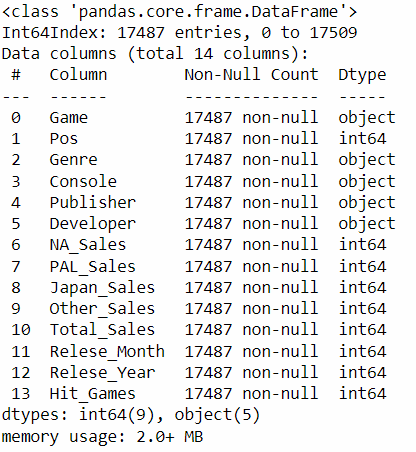 <class 'pandas.core.frame.DataFrame'>
Int64Index: 17487 entries, 0 to 17509
Data columns (total 14 columns):
 #   Column        Non-Null Count  Dtype
---  ------        --------------  -----
 0   Game          17487 non-null  object
 1   Pos           17487 non-null  int64
 2   Genre         17487 non-null  object
 3   Console       17487 non-null  object
 4   Publisher     17487 non-null  object
 5   Developer     17487 non-null  object
 6   NA_Sales      17487 non-null  int64
 7   PAL_Sales     17487 non-null  int64
 8   Japan_Sales   17487 non-null  int64
 9   Other_Sales   17487 non-null  int64
 10  Total_Sales   17487 non-null  int64
 11  Relese_Month  17487 non-null  int64
 12  Relese_Year   17487 non-null  int64
 13  Hit_Games     17487 non-null  int64
dtypes: int64(9), object(5)
memory usage: 2.0+ MB